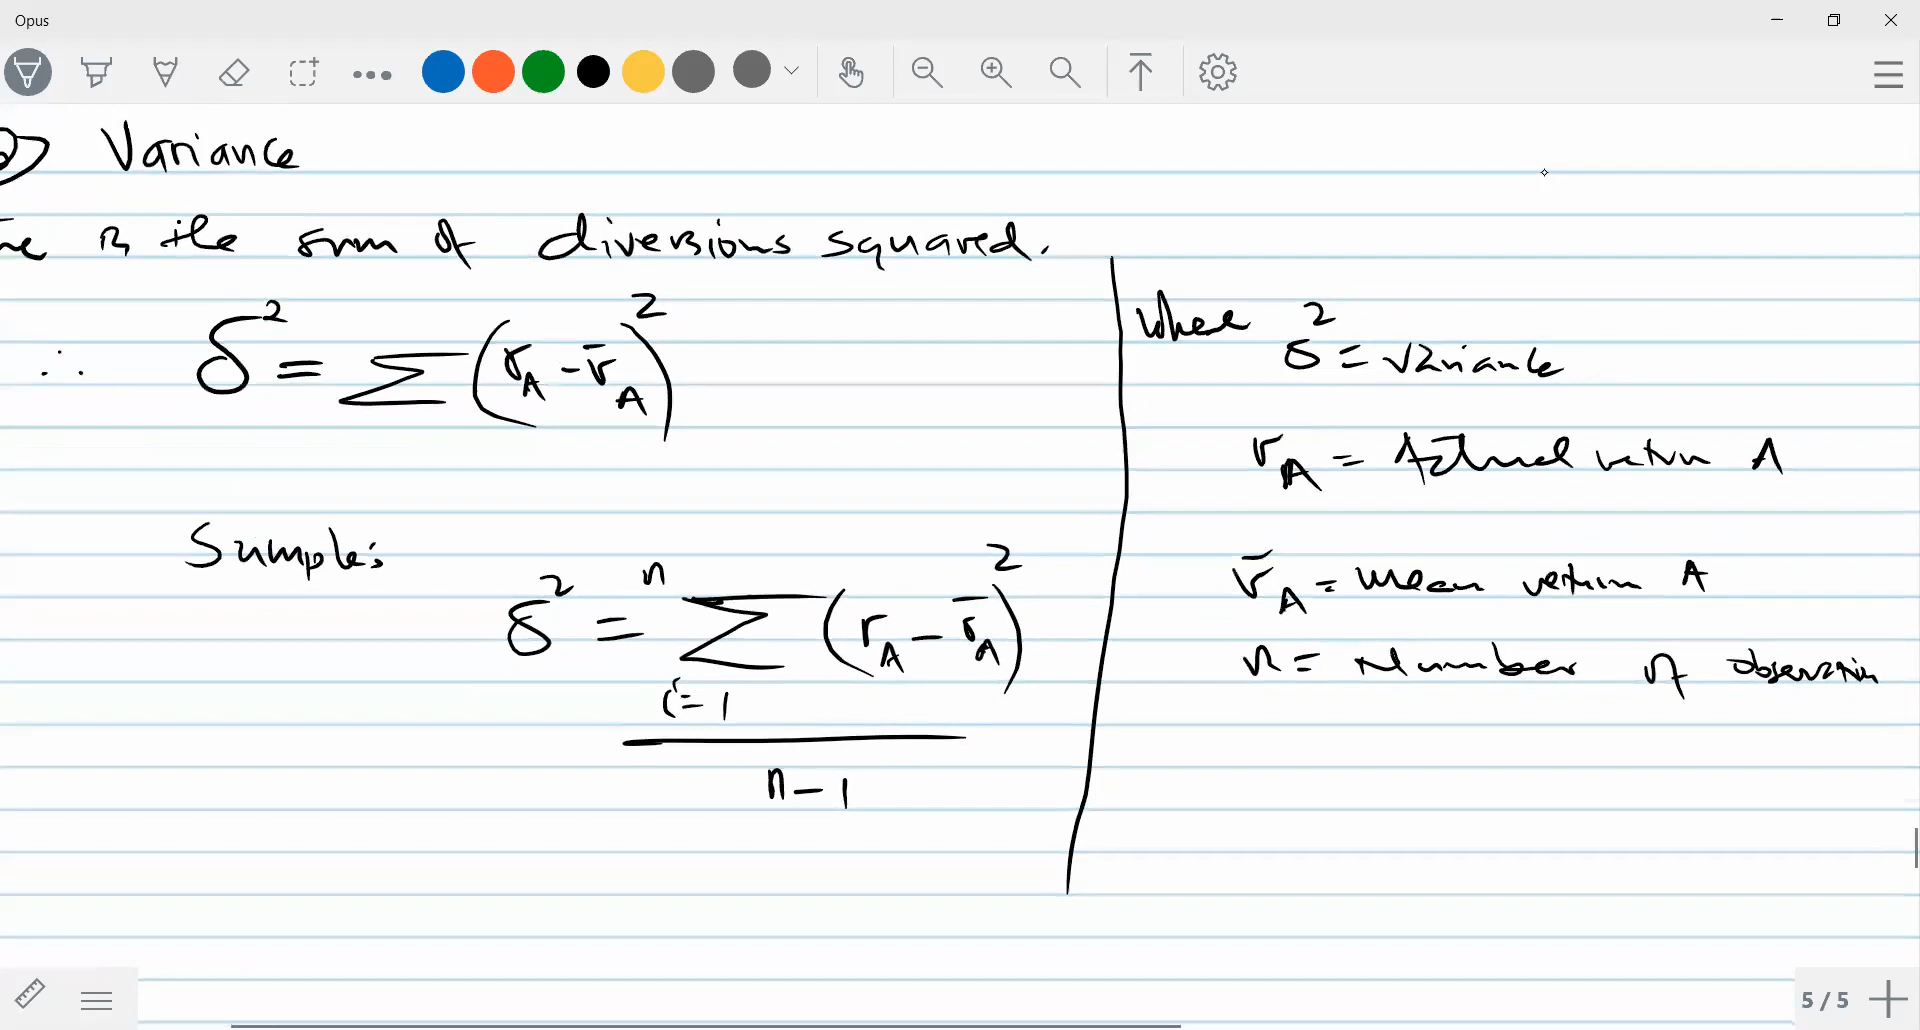 Opus
Variance
is the sum of diversions squared.
∴ δ² = ∑(r_A - r̄_A)²
Sample:
δ² = n ∑ i=1 (r_A - r̄_A)²
n - 1
Where
δ² = variance
r_A = Actual return A
r̄_A = mean return A
n = Number of observation
5 / 5